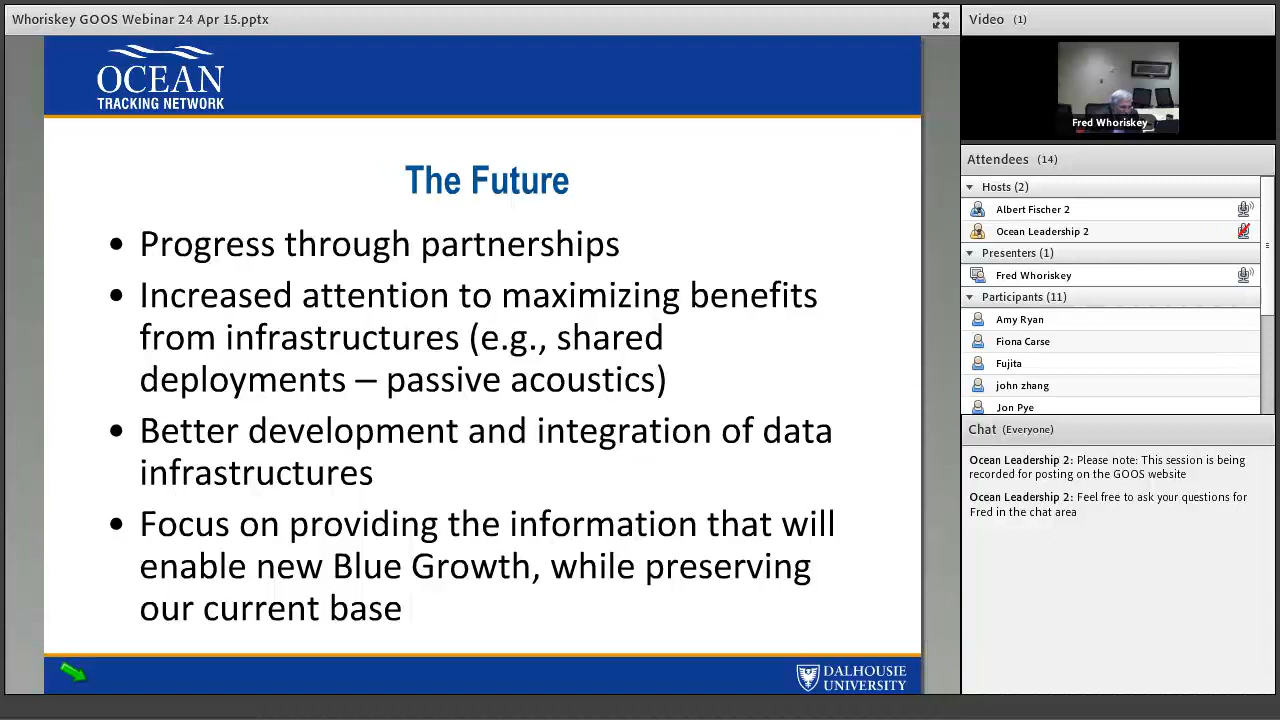 Whoriskey GOOS Webinar 24 Apr 15.pptx
OCEAN
TRACKING NETWORK
The Future
• Progress through partnerships
• Increased attention to maximizing benefits
from infrastructures (e.g., shared
deployments – passive acoustics)
• Better development and integration of data
infrastructures
• Focus on providing the information that will
enable new Blue Growth, while preserving
our current base
DALHOUSIE
UNIVERSITY
Video (1)
Fred Whoriskey
Attendees (14)
Hosts (2)
Albert Fischer 2
Ocean Leadership 2
Presenters (1)
Fred Whoriskey
Participants (11)
Amy Ryan
Fiona Carse
Fujita
john zhang
Jon Pye
Chat (Everyone)
Ocean Leadership 2: Please note: This session is being
recorded for posting on the GOOS website
Ocean Leadership 2: Feel free to ask your questions for
Fred in the chat area